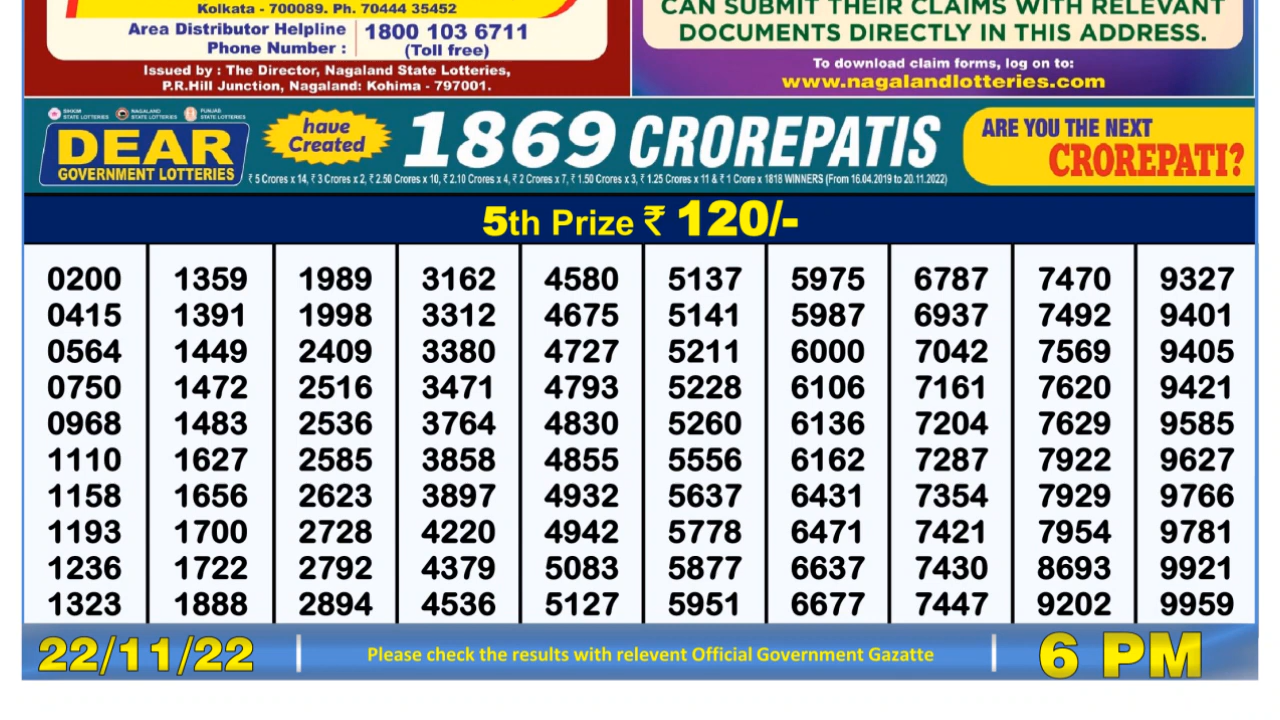 Kolkata - 700089. Ph. 70444 35452
Area Distributor Helpline
Phone Number :
1800 103 6711
(Toll free)
Issued by : The Director, Nagaland State Lotteries,
P.R.Hill Junction, Nagaland: Kohima - 797001.
CAN SUBMIT THEIR CLAIMS WITH RELEVANT
DOCUMENTS DIRECTLY IN THIS ADDRESS.
To download claim forms, log on to:
www.nagalandlotteries.com
SIKKIM
STATE LOTTERIES
NAGALAND
STATE LOTTERIES
PUNJAB
STATE LOTTERIES
DEAR
GOVERNMENT LOTTERIES
have
Created
1869 CROREPATIS
₹ 5 Crores x 14, ₹ 3 Crores x 2, ₹ 2.50 Crores x 10, ₹ 2.10 Crores x 4, ₹ 2 Crores x 7, ₹ 1.50 Crores x 3, ₹ 1.25 Crores x 11 & ₹ 1 Crore x 1818 WINNERS (From 16.04.2019 to 20.11.2022)
ARE YOU THE NEXT
CROREPATI?
5th Prize ₹ 120/-
0200 1359 1989 3162 4580 5137 5975 6787 7470 9327
0415 1391 1998 3312 4675 5141 5987 6937 7492 9401
0564 1449 2409 3380 4727 5211 6000 7042 7569 9405
0750 1472 2516 3471 4793 5228 6106 7161 7620 9421
0968 1483 2536 3764 4830 5260 6136 7204 7629 9585
1110 1627 2585 3858 4855 5556 6162 7287 7922 9627
1158 1656 2623 3897 4932 5637 6431 7354 7929 9766
1193 1700 2728 4220 4942 5778 6471 7421 7954 9781
1236 1722 2792 4379 5083 5877 6637 7430 8693 9921
1323 1888 2894 4536 5127 5951 6677 7447 9202 9959
22/11/22
Please check the results with relevent Official Government Gazatte
6 PM